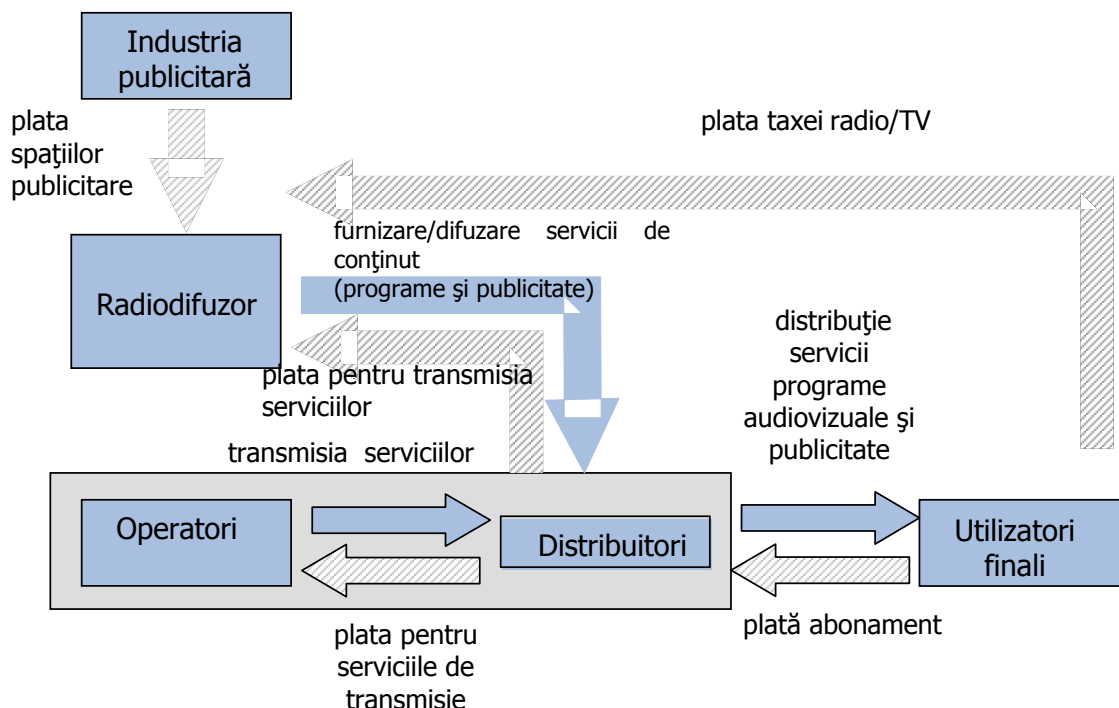 Industria
publicitară
plata
spaţiilor
publicitare
plata taxei radio/TV
furnizare/difuzare servicii de
conţinut
(programe şi publicitate)
Radiodifuzor
distribuţie
servicii
programe
audiovizuale şi
publicitate
plata pentru transmisia
serviciilor
transmisia serviciilor
Operatori
Distribuitori
Utilizatori
finali
plată abonament
plata pentru
serviciile de
transmisie